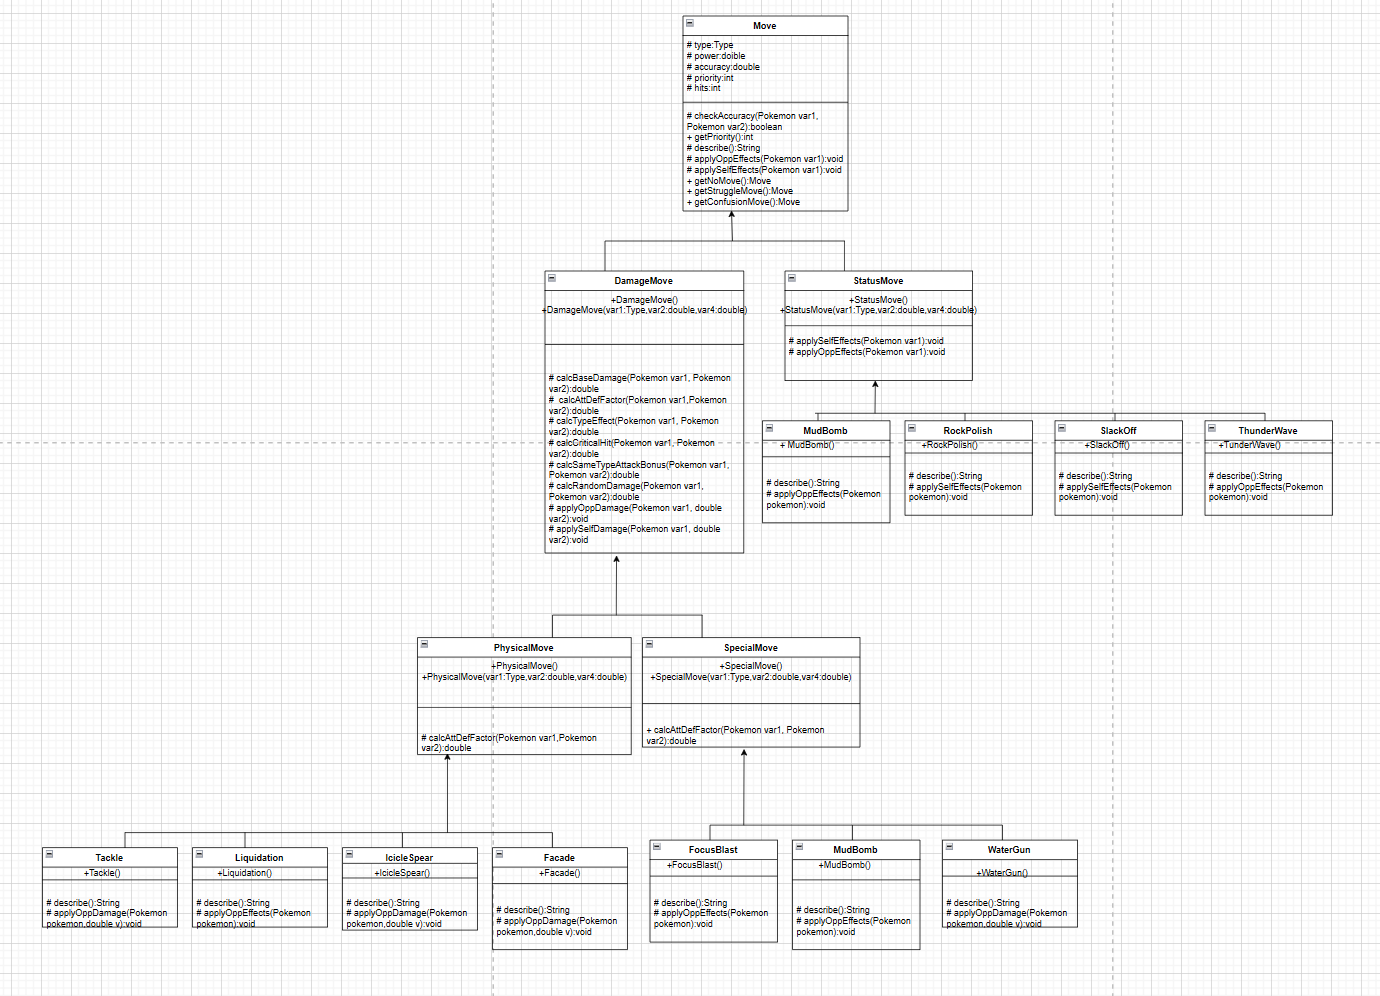 Move
# type:Type
# power:doible
# accuracy:double
# priority:int
# hits:int
# checkAccuracy(Pokemon var1,
Pokemon var2):boolean
+ getPriority():int
# describe():String
# applyOppEffects(Pokemon var1):void
# applySelfEffects(Pokemon var1):void
+ getNoMove():Move
+ getStruggleMove():Move
+ getConfusionMove():Move
DamageMove
+DamageMove()
+DamageMove(var1:Type,var2:double,var4:double)
# calcBaseDamage(Pokemon var1, Pokemon
var2):double
# calcAttDefFactor(Pokemon var1,Pokemon
var2):double
# calcTypeEffect(Pokemon var1, Pokemon
var2):double
# calcCriticalHit(Pokemon var1, Pokemon
var2):double
# calcSameTypeAttackBonus(Pokemon var1,
Pokemon var2):double
# calcRandomDamage(Pokemon var1,
Pokemon var2):double
# applyOppDamage(Pokemon var1, double
var2):void
# applySelfDamage(Pokemon var1, double
var2):void
StatusMove
+StatusMove()
+StatusMove(var1:Type,var2:double,var4:double)
# applySelfEffects(Pokemon var1):void
# applyOppEffects(Pokemon var1):void
MudBomb
+ MudBomb()
# describe():String
# applyOppEffects(Pokemon
pokemon):void
RockPolish
+RockPolish()
# describe():String
# applySelfEffects(Pokemon
pokemon):void
SlackOff
+SlackOff()
# describe():String
# applySelfEffects(Pokemon
pokemon):void
ThunderWave
+TunderWave()
# describe():String
# applyOppEffects(Pokemon
pokemon):void
PhysicalMove
+PhysicalMove()
+PhysicalMove(var1:Type,var2:double,var4:double)
# calcAttDefFactor(Pokemon var1,Pokemon
var2):double
SpecialMove
+SpecialMove()
+SpecialMove(var1:Type,var2:double,var4:double)
+ calcAttDefFactor(Pokemon var1, Pokemon
var2):double
Tackle
+Tackle()
# describe():String
# applyOppDamage(Pokemon
pokemon,double v):void
Liquidation
+Liquidation()
# describe():String
# applyOppEffects(Pokemon
pokemon):void
IcicleSpear
+IcicleSpear()
# describe():String
# applyOppDamage(Pokemon
pokemon,double v):void
Facade
+Facade()
# describe():String
# applyOppDamage(Pokemon
pokemon,double v):void
FocusBlast
+FocusBlast()
# describe():String
# applyOppEffects(Pokemon
pokemon):void
MudBomb
+MudBomb()
# describe():String
# applyOppEffects(Pokemon
pokemon):void
WaterGun
+WaterGun()
# describe():String
# applyOppDamage(Pokemon
pokemon,double v):void